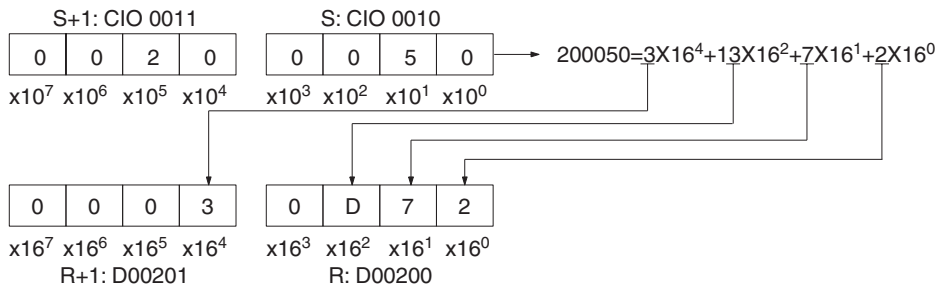 S+1: CIO 0011 S: CIO 0010
0 0 2 0 0 0 5 0 200050=3X16⁴+13X16²+7X16¹+2X16⁰
x10⁷ x10⁶ x10⁵ x10⁴ x10³ x10² x10¹ x10⁰
0 0 0 3 0 D 7 2
x16⁷ x16⁶ x16⁵ x16⁴ x16³ x16² x16¹ x16⁰
R+1: D00201 R: D00200